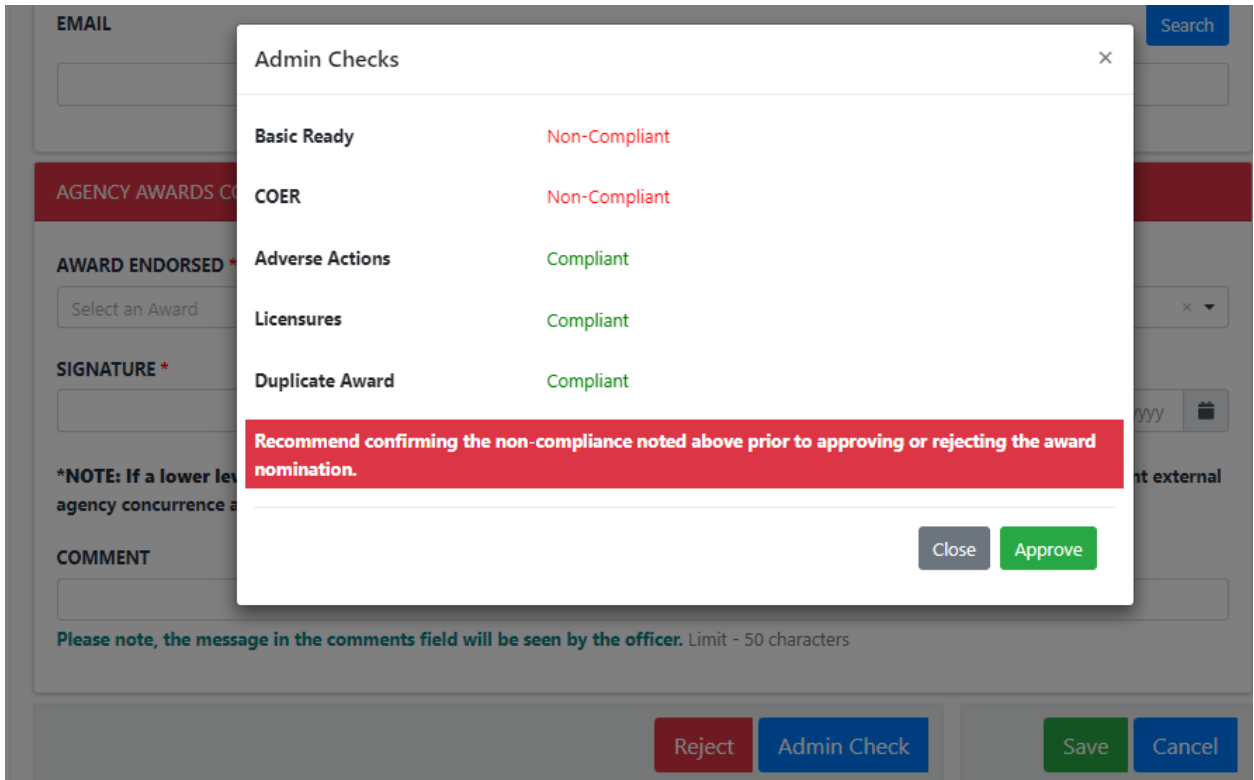 EMAIL
Search
Admin Checks
×
Basic Ready Non-Compliant
COER Non-Compliant
Adverse Actions Compliant
Licensures Compliant
Duplicate Award Compliant
Recommend confirming the non-compliance noted above prior to approving or rejecting the award
nomination.
Close Approve
AGENCY AWARDS
AWARD ENDORSED *
Select an Award
×
SIGNATURE *
*NOTE: If a lower external
agency concurrence
COMMENT
Please note, the message in the comments field will be seen by the officer. Limit - 50 characters
Reject Admin Check Save Cancel